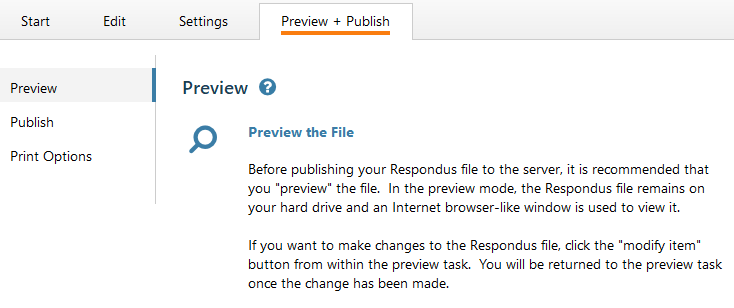 Start Edit Settings Preview + Publish
Preview
Publish
Print Options
Preview ?
Preview the File
Before publishing your Respondus file to the server, it is recommended that
you "preview" the file.  In the preview mode, the Respondus file remains on
your hard drive and an Internet browser-like window is used to view it.
If you want to make changes to the Respondus file, click the "modify item"
button from within the preview task.  You will be returned to the preview task
once the change has been made.